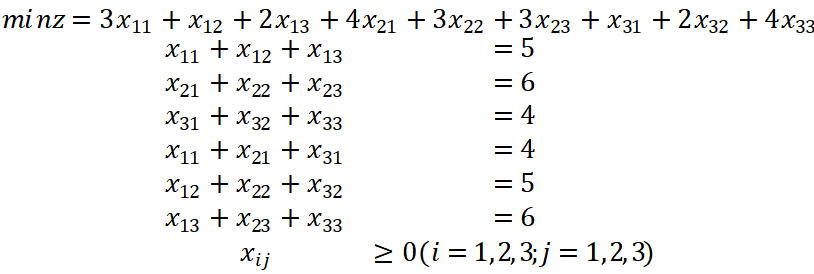 minz = 3x₁₁ + x₁₂ + 2x₁₃ + 4x₂₁ + 3x₂₂ + 3x₂₃ + x₃₁ + 2x₃₂ + 4x₃₃
x₁₁ + x₁₂ + x₁₃ = 5
x₂₁ + x₂₂ + x₂₃ = 6
x₃₁ + x₃₂ + x₃₃ = 4
x₁₁ + x₂₁ + x₃₁ = 4
x₁₂ + x₂₂ + x₃₂ = 5
x₁₃ + x₂₃ + x₃₃ = 6
xᵢⱼ ≥ 0(i = 1,2,3; j = 1,2,3)